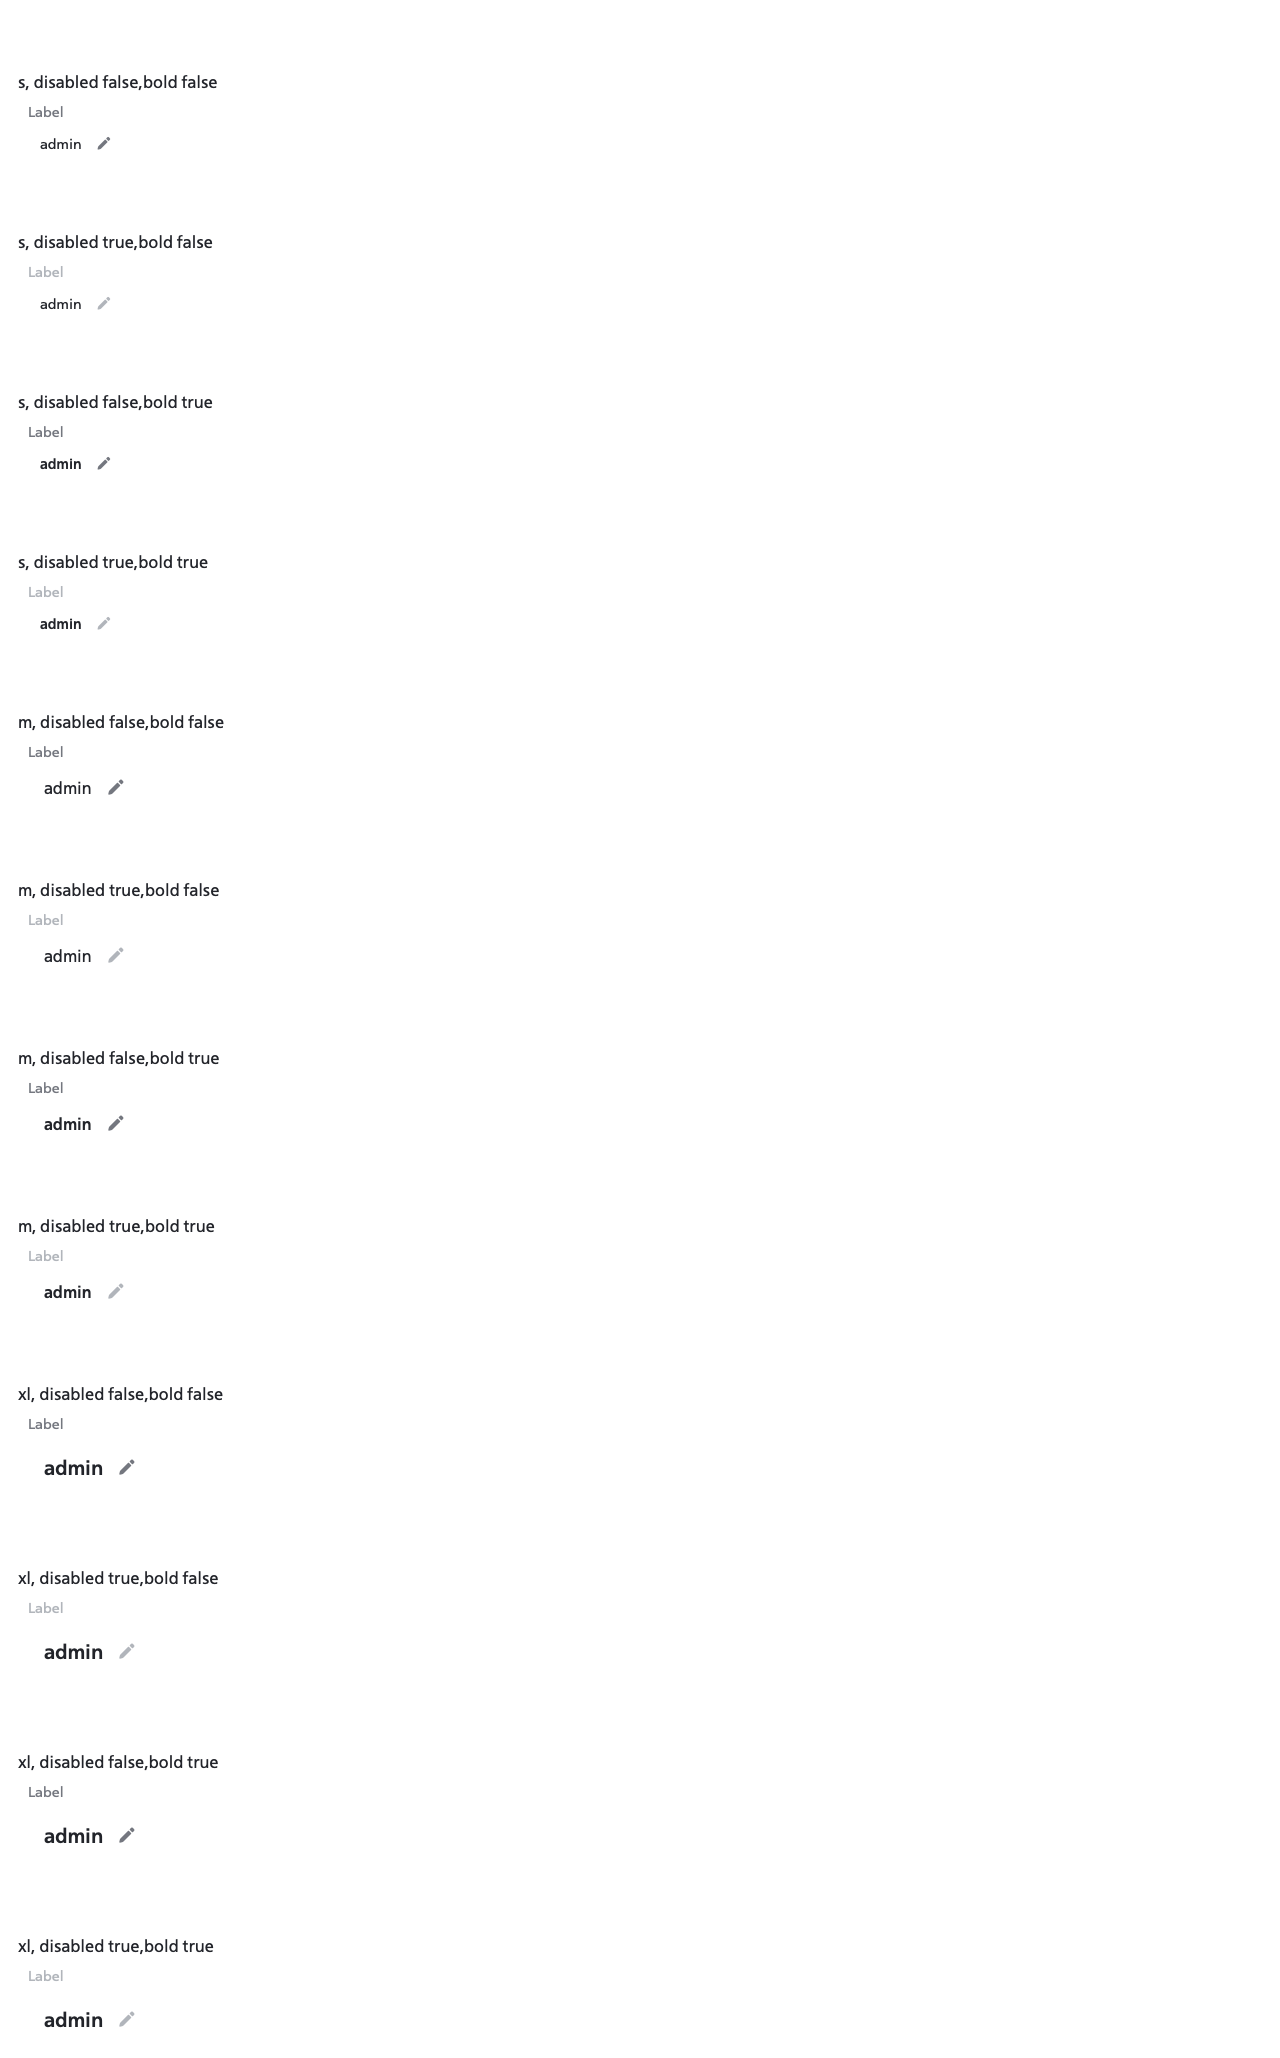 s, disabled false,bold false
Label
admin
s, disabled true,bold false
Label
admin
s, disabled false,bold true
Label
admin
s, disabled true,bold true
Label
admin
m, disabled false,bold false
Label
admin
m, disabled true,bold false
Label
admin
m, disabled false,bold true
Label
admin
m, disabled true,bold true
Label
admin
xl, disabled false,bold false
Label
admin
xl, disabled true,bold false
Label
admin
xl, disabled false,bold true
Label
admin
xl, disabled true,bold true
Label
admin